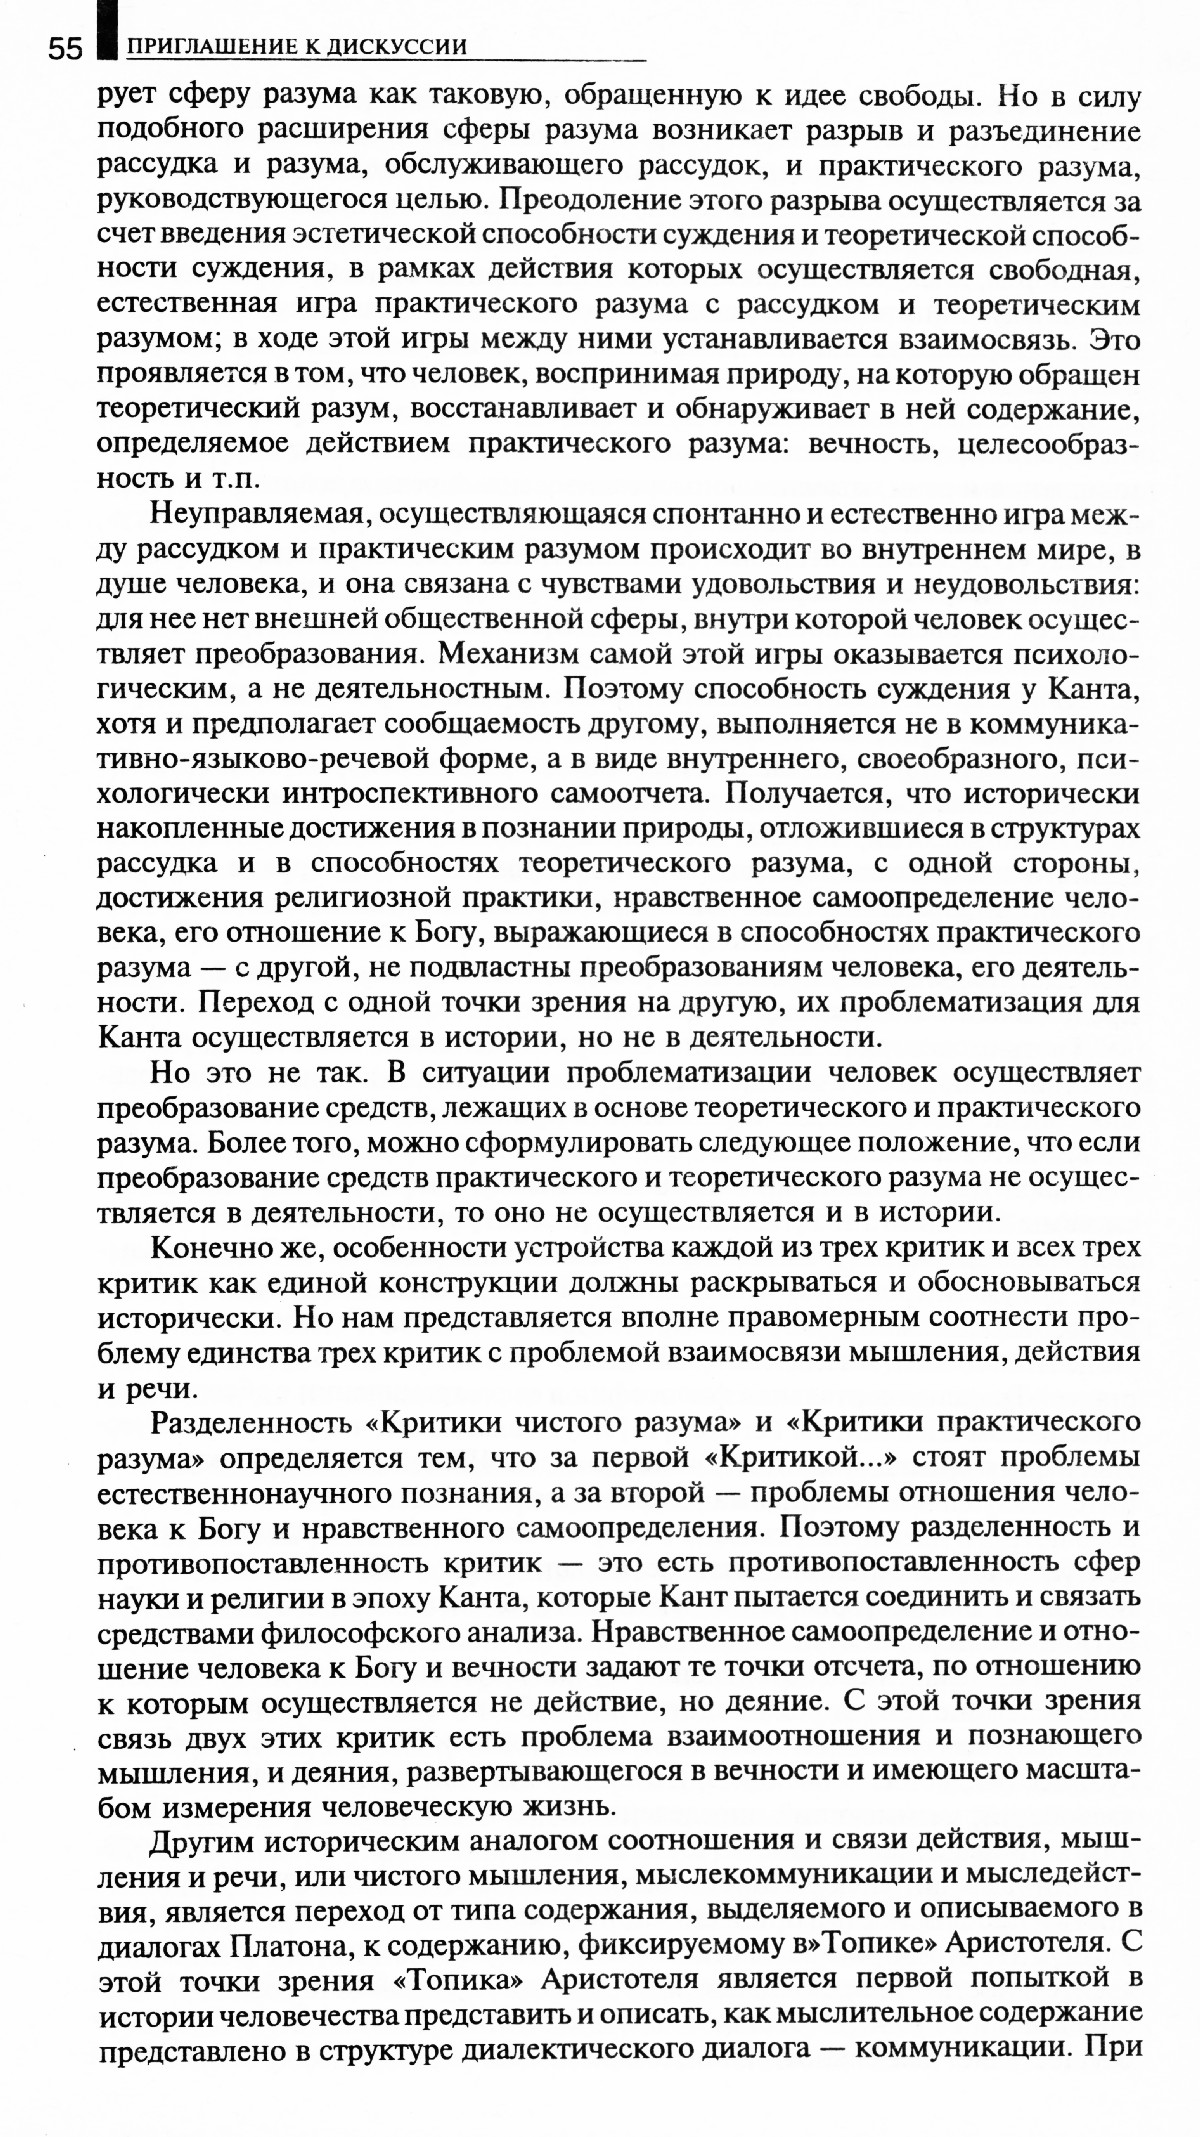 55 ПРИГЛАШЕНИЕ К ДИСКУССИИ
рует сферу разума как таковую, обращенную к идее свободы. Но в силу
подобного расширения сферы разума возникает разрыв и разъединение
рассудка и разума, обслуживающего рассудок, и практического разума,
руководствующегося целью. Преодоление этого разрыва осуществляется за
счет введения эстетической способности суждения и теоретической способ-
ности суждения, в рамках действия которых осуществляется свободная,
естественная игра практического разума с рассудком и теоретическим
разумом; в ходе этой игры между ними устанавливается взаимосвязь. Это
проявляется в том, что человек, воспринимая природу, на которую обращен
теоретический разум, восстанавливает и обнаруживает в ней содержание,
определяемое действием практического разума: вечность, целесообраз-
ность и т.п.
Неуправляемая, осуществляющаяся спонтанно и естественно игра меж-
ду рассудком и практическим разумом происходит во внутреннем мире, в
душе человека, и она связана с чувствами удовольствия и неудовольствия:
для нее нет внешней общественной сферы, внутри которой человек осущес-
твляет преобразования. Механизм самой этой игры оказывается психоло-
гическим, а не деятельностным. Поэтому способность суждения у Канта,
хотя и предполагает сообщаемость другому, выполняется не в коммуника-
тивно-языково-речевой форме, а в виде внутреннего, своеобразного, пси-
хологически интроспективного самоотчета. Получается, что исторически
накопленные достижения в познании природы, отложившиеся в структурах
рассудка и в способностях теоретического разума, с одной стороны,
достижения религиозной практики, нравственное самоопределение чело-
века, его отношение к Богу, выражающиеся в способностях практического
разума — с другой, не подвластны преобразованиям человека, его деятель-
ности. Переход с одной точки зрения на другую, их проблематизация для
Канта осуществляется в истории, но не в деятельности.
Но это не так. В ситуации проблематизации человек осуществляет
преобразование средств, лежащих в основе теоретического и практического
разума. Более того, можно сформулировать следующее положение, что если
преобразование средств практического и теоретического разума не осущес-
твляется в деятельности, то оно не осуществляется и в истории.
Конечно же, особенности устройства каждой из трех критик и всех трех
критик как единой конструкции должны раскрываться и обосновываться
исторически. Но нам представляется вполне правомерным соотнести про-
блему единства трех критик с проблемой взаимосвязи мышления, действия
и речи.
Разделенность «Критики чистого разума» и «Критики практического
разума» определяется тем, что за первой «Критикой...» стоят проблемы
естественнонаучного познания, а за второй — проблемы отношения чело-
века к Богу и нравственного самоопределения. Поэтому разделенность и
противопоставленность критик — это есть противопоставленность сфер
науки и религии в эпоху Канта, которые Кант пытается соединить и связать
средствами философского анализа. Нравственное самоопределение и отно-
шение человека к Богу и вечности задают те точки отсчета, по отношению
к которым осуществляется не действие, но деяние. С этой точки зрения
связь двух этих критик есть проблема взаимоотношения и познающего
мышления, и деяния, развертывающегося в вечности и имеющего масшта-
бом измерения человеческую жизнь.
Другим историческим аналогом соотношения и связи действия, мыш-
ления и речи, или чистого мышления, мыслекоммуникации и мыследейст-
вия, является переход от типа содержания, выделяемого и описываемого в
диалогах Платона, к содержанию, фиксируемому в»Топике» Аристотеля. С
этой точки зрения «Топика» Аристотеля является первой попыткой в
истории человечества представить и описать, как мыслительное содержание
представлено в структуре диалектического диалога — коммуникации. При